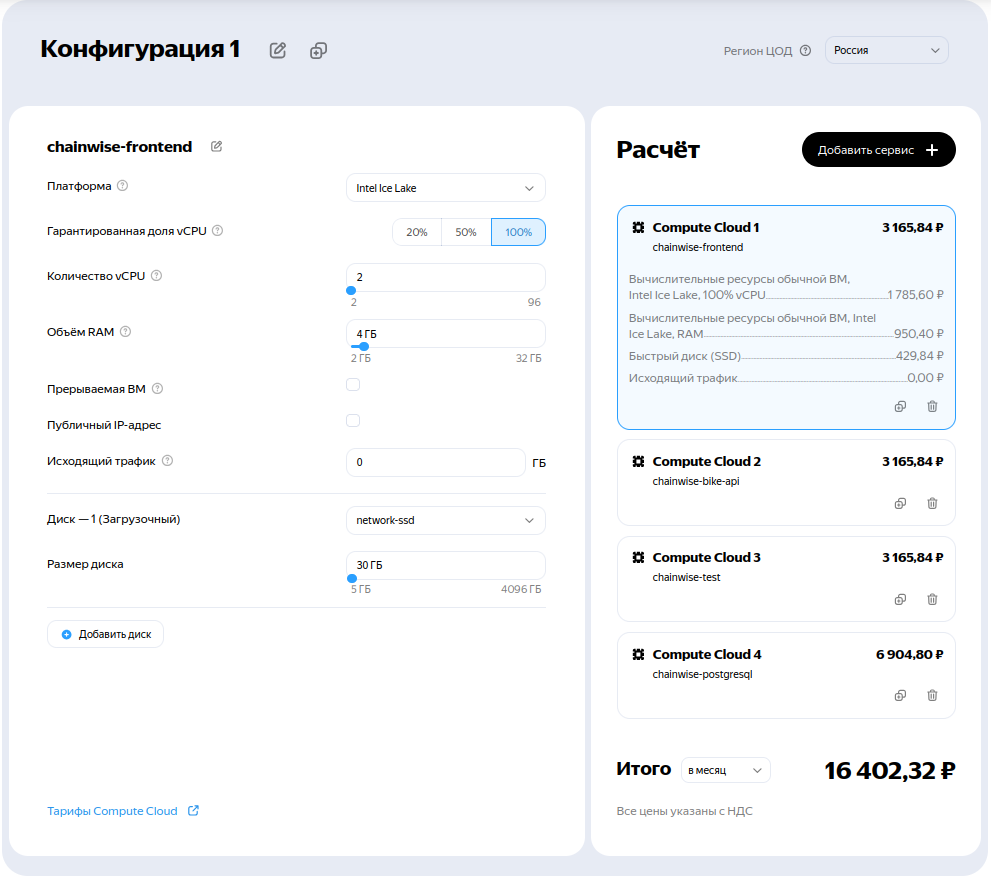 Конфигурация 1
Регион ЦОД
Россия
chainwise-frontend
Платформа
Intel Ice Lake
Гарантированная доля vCPU
20%
50%
100%
Количество vCPU
2
2
96
Объём RAM
4 ГБ
2 ГБ
32 ГБ
Прерываемая ВМ
Публичный IP-адрес
Исходящий трафик
0
ГБ
Диск — 1 (Загрузочный)
network-ssd
Размер диска
30 ГБ
5 ГБ
4096 ГБ
Добавить диск
Тарифы Compute Cloud
Расчёт
Добавить сервис
Compute Cloud 1
3 165,84 ₽
chainwise-frontend
Вычислительные ресурсы обычной ВМ,
Intel Ice Lake, 100% vCPU
1 785,60 ₽
Вычислительные ресурсы обычной ВМ, Intel
Ice Lake, RAM
950,40 ₽
Быстрый диск (SSD)
429,84 ₽
Исходящий трафик
0,00 ₽
Compute Cloud 2
3 165,84 ₽
chainwise-bike-api
Compute Cloud 3
3 165,84 ₽
chainwise-test
Compute Cloud 4
6 904,80 ₽
chainwise-postgresql
Итого
в месяц
16 402,32 ₽
Все цены указаны с НДС